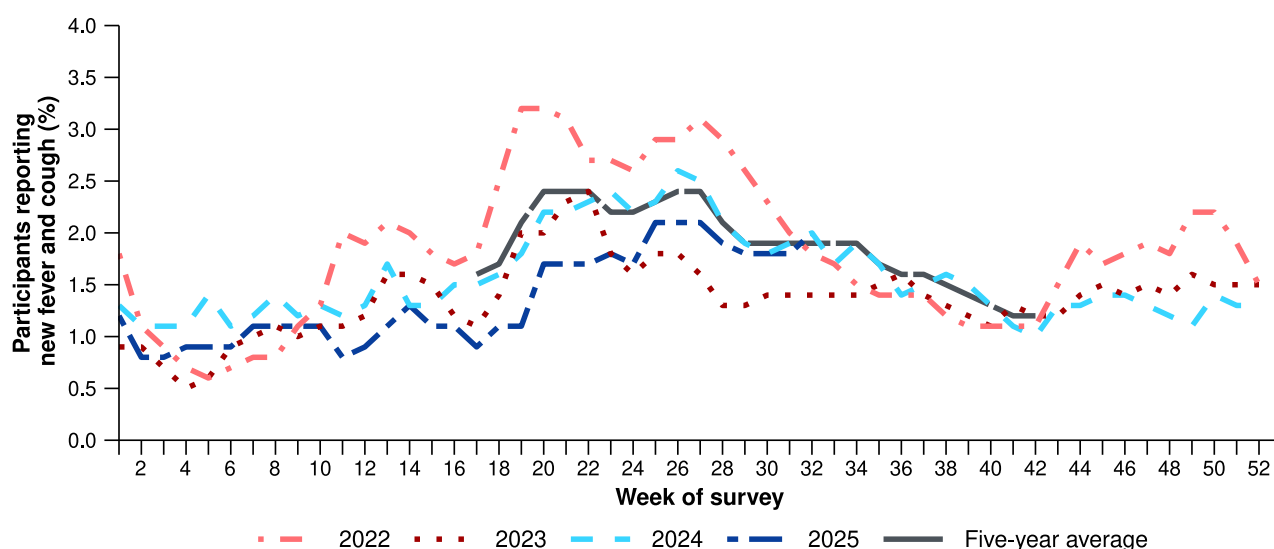 4.0
3.5
3.0
2.5
2.0
1.5
1.0
0.5
0.0
Participants reporting
new fever and cough (%)
2 4 6 8 10 12 14 16 18 20 22 24 26 28 30 32 34 36 38 40 42 44 46 48 50 52
Week of survey
2022 2023 2024 2025 Five-year average